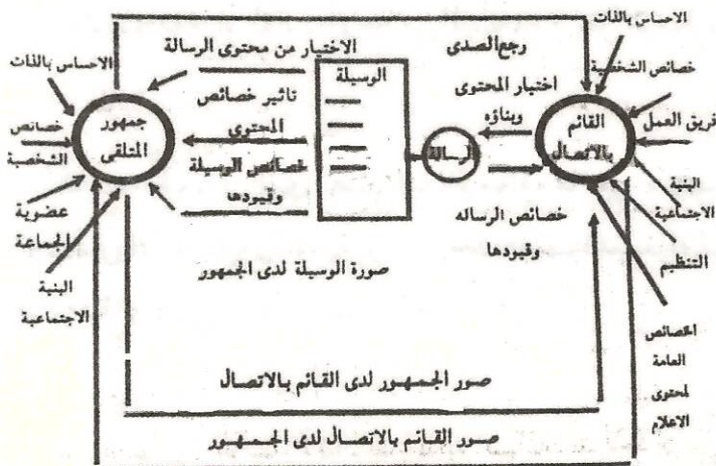 الاحساس بالذات
خصائص الشخصية
فريق العمل
البنية
الاجتماعية
التنظيم
الخصائص
العامة
لمحتوى
الاعلام
القائم
بالاتصال
رجع الصدى
اختيار المحتوى
وبناؤه
الرسالة
خصائص الرساله
وقيودها
الوسيلة
الاختيار من محتوى الرسالة
تاثير خصائص
المحتوى
خصائص الوسيلة
وقيودها
جمهور
المتلقى
الاحساس بالذات
خصائص
الشخصية
عضوية
الجماعة
البنية
الاجتماعية
صورة الوسيلة لدى الجمهور
صور الجمهور لدى القائم بالاتصال
صور القائم بالاتصال لدى الجمهور